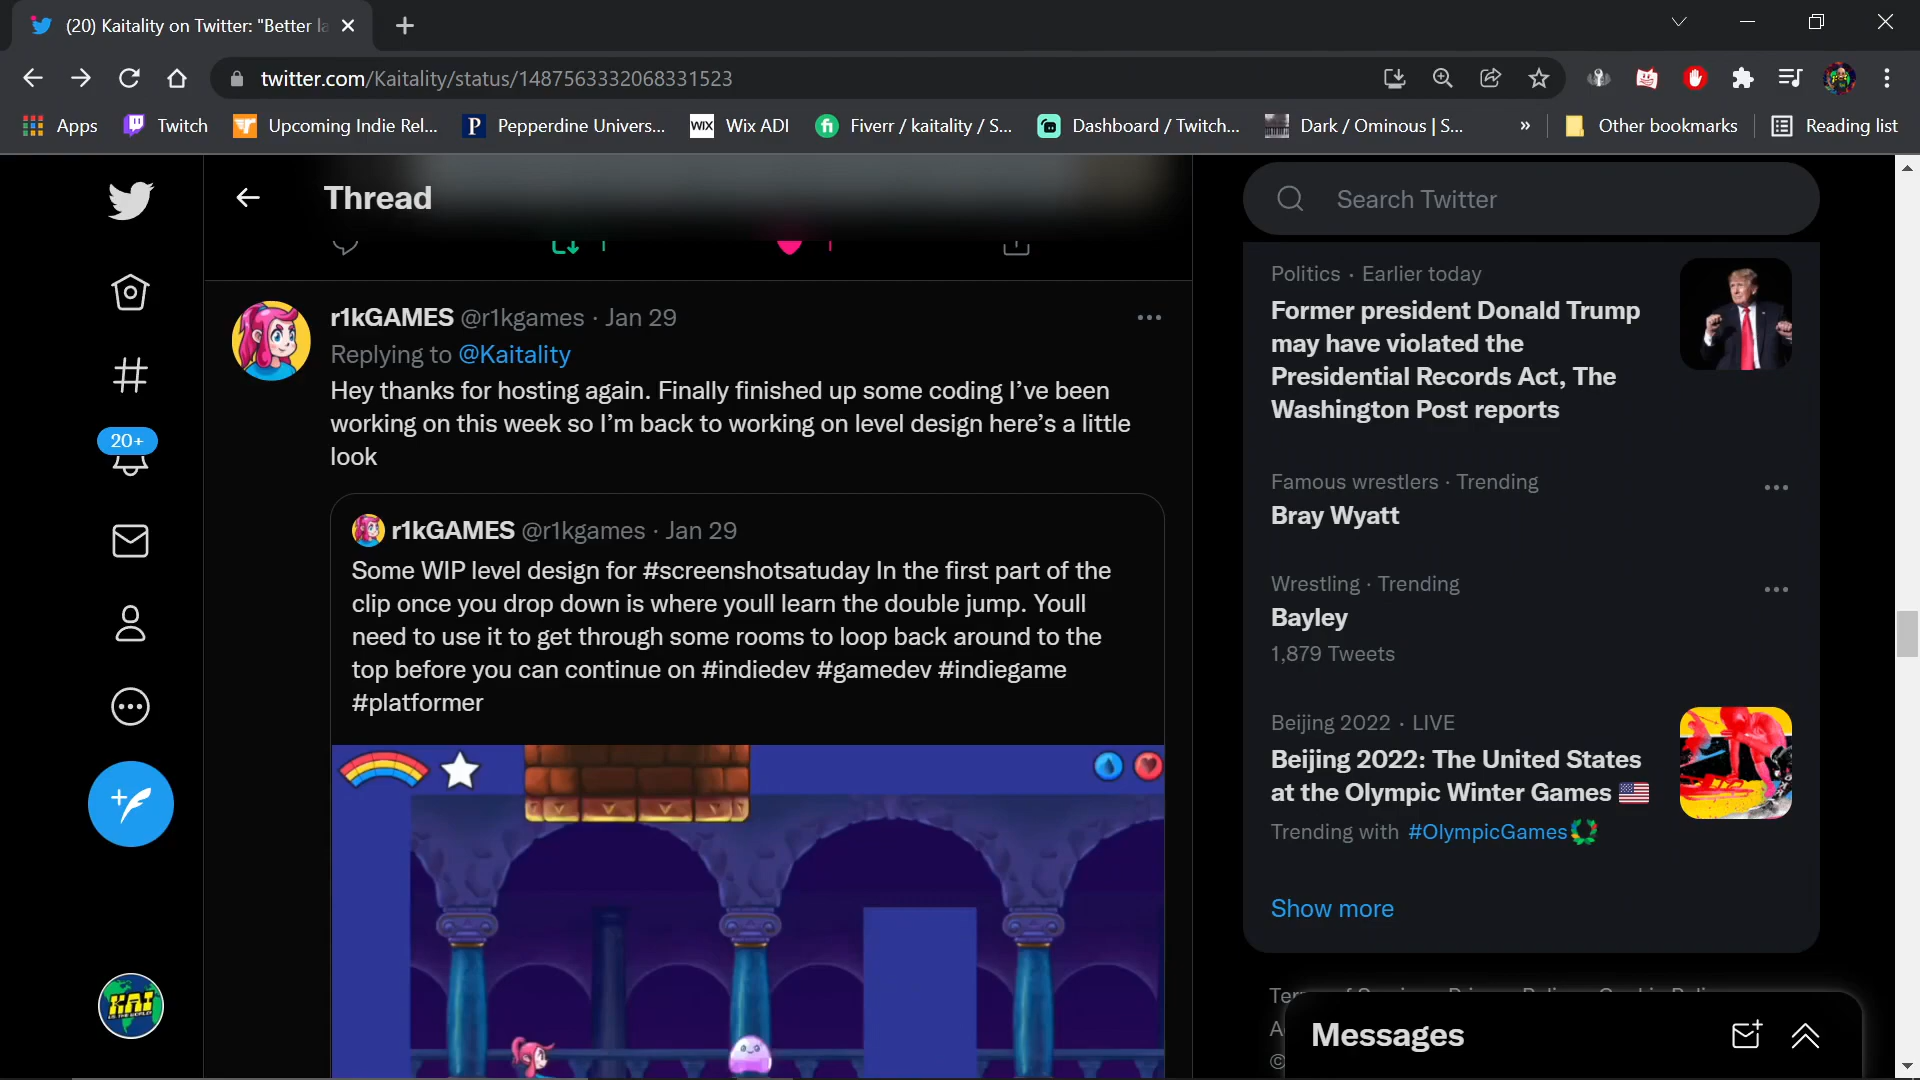 (20) Kaitality on Twitter: "Better la
twitter.com/Kaitality/status/1487563332068331523
Apps
Twitch
Upcoming Indie Rel...
Pepperdine Univers...
WIX
Wix ADI
Fiverr / kaitality / S...
Dashboard / Twitch...
Dark / Ominous | S...
»
Other bookmarks
Reading list
Thread
1
1
r1kGAMES @r1kgames · Jan 29
Replying to @Kaitality
Hey thanks for hosting again. Finally finished up some coding I’ve been
working on this week so I’m back to working on level design here’s a little
look
r1kGAMES @r1kgames · Jan 29
Some WIP level design for #screenshotsatuday In the first part of the
clip once you drop down is where youll learn the double jump. Youll
need to use it to get through some rooms to loop back around to the
top before you can continue on #indiedev #gamedev #indiegame
#platformer
20+
KAI
Search Twitter
Politics · Earlier today
Former president Donald Trump
may have violated the
Presidential Records Act, The
Washington Post reports
Famous wrestlers · Trending
Bray Wyatt
Wrestling · Trending
Bayley
1,879 Tweets
Beijing 2022 · LIVE
Beijing 2022: The United States
at the Olympic Winter Games 🇺🇸
Trending with #OlympicGames
Show more
Messages